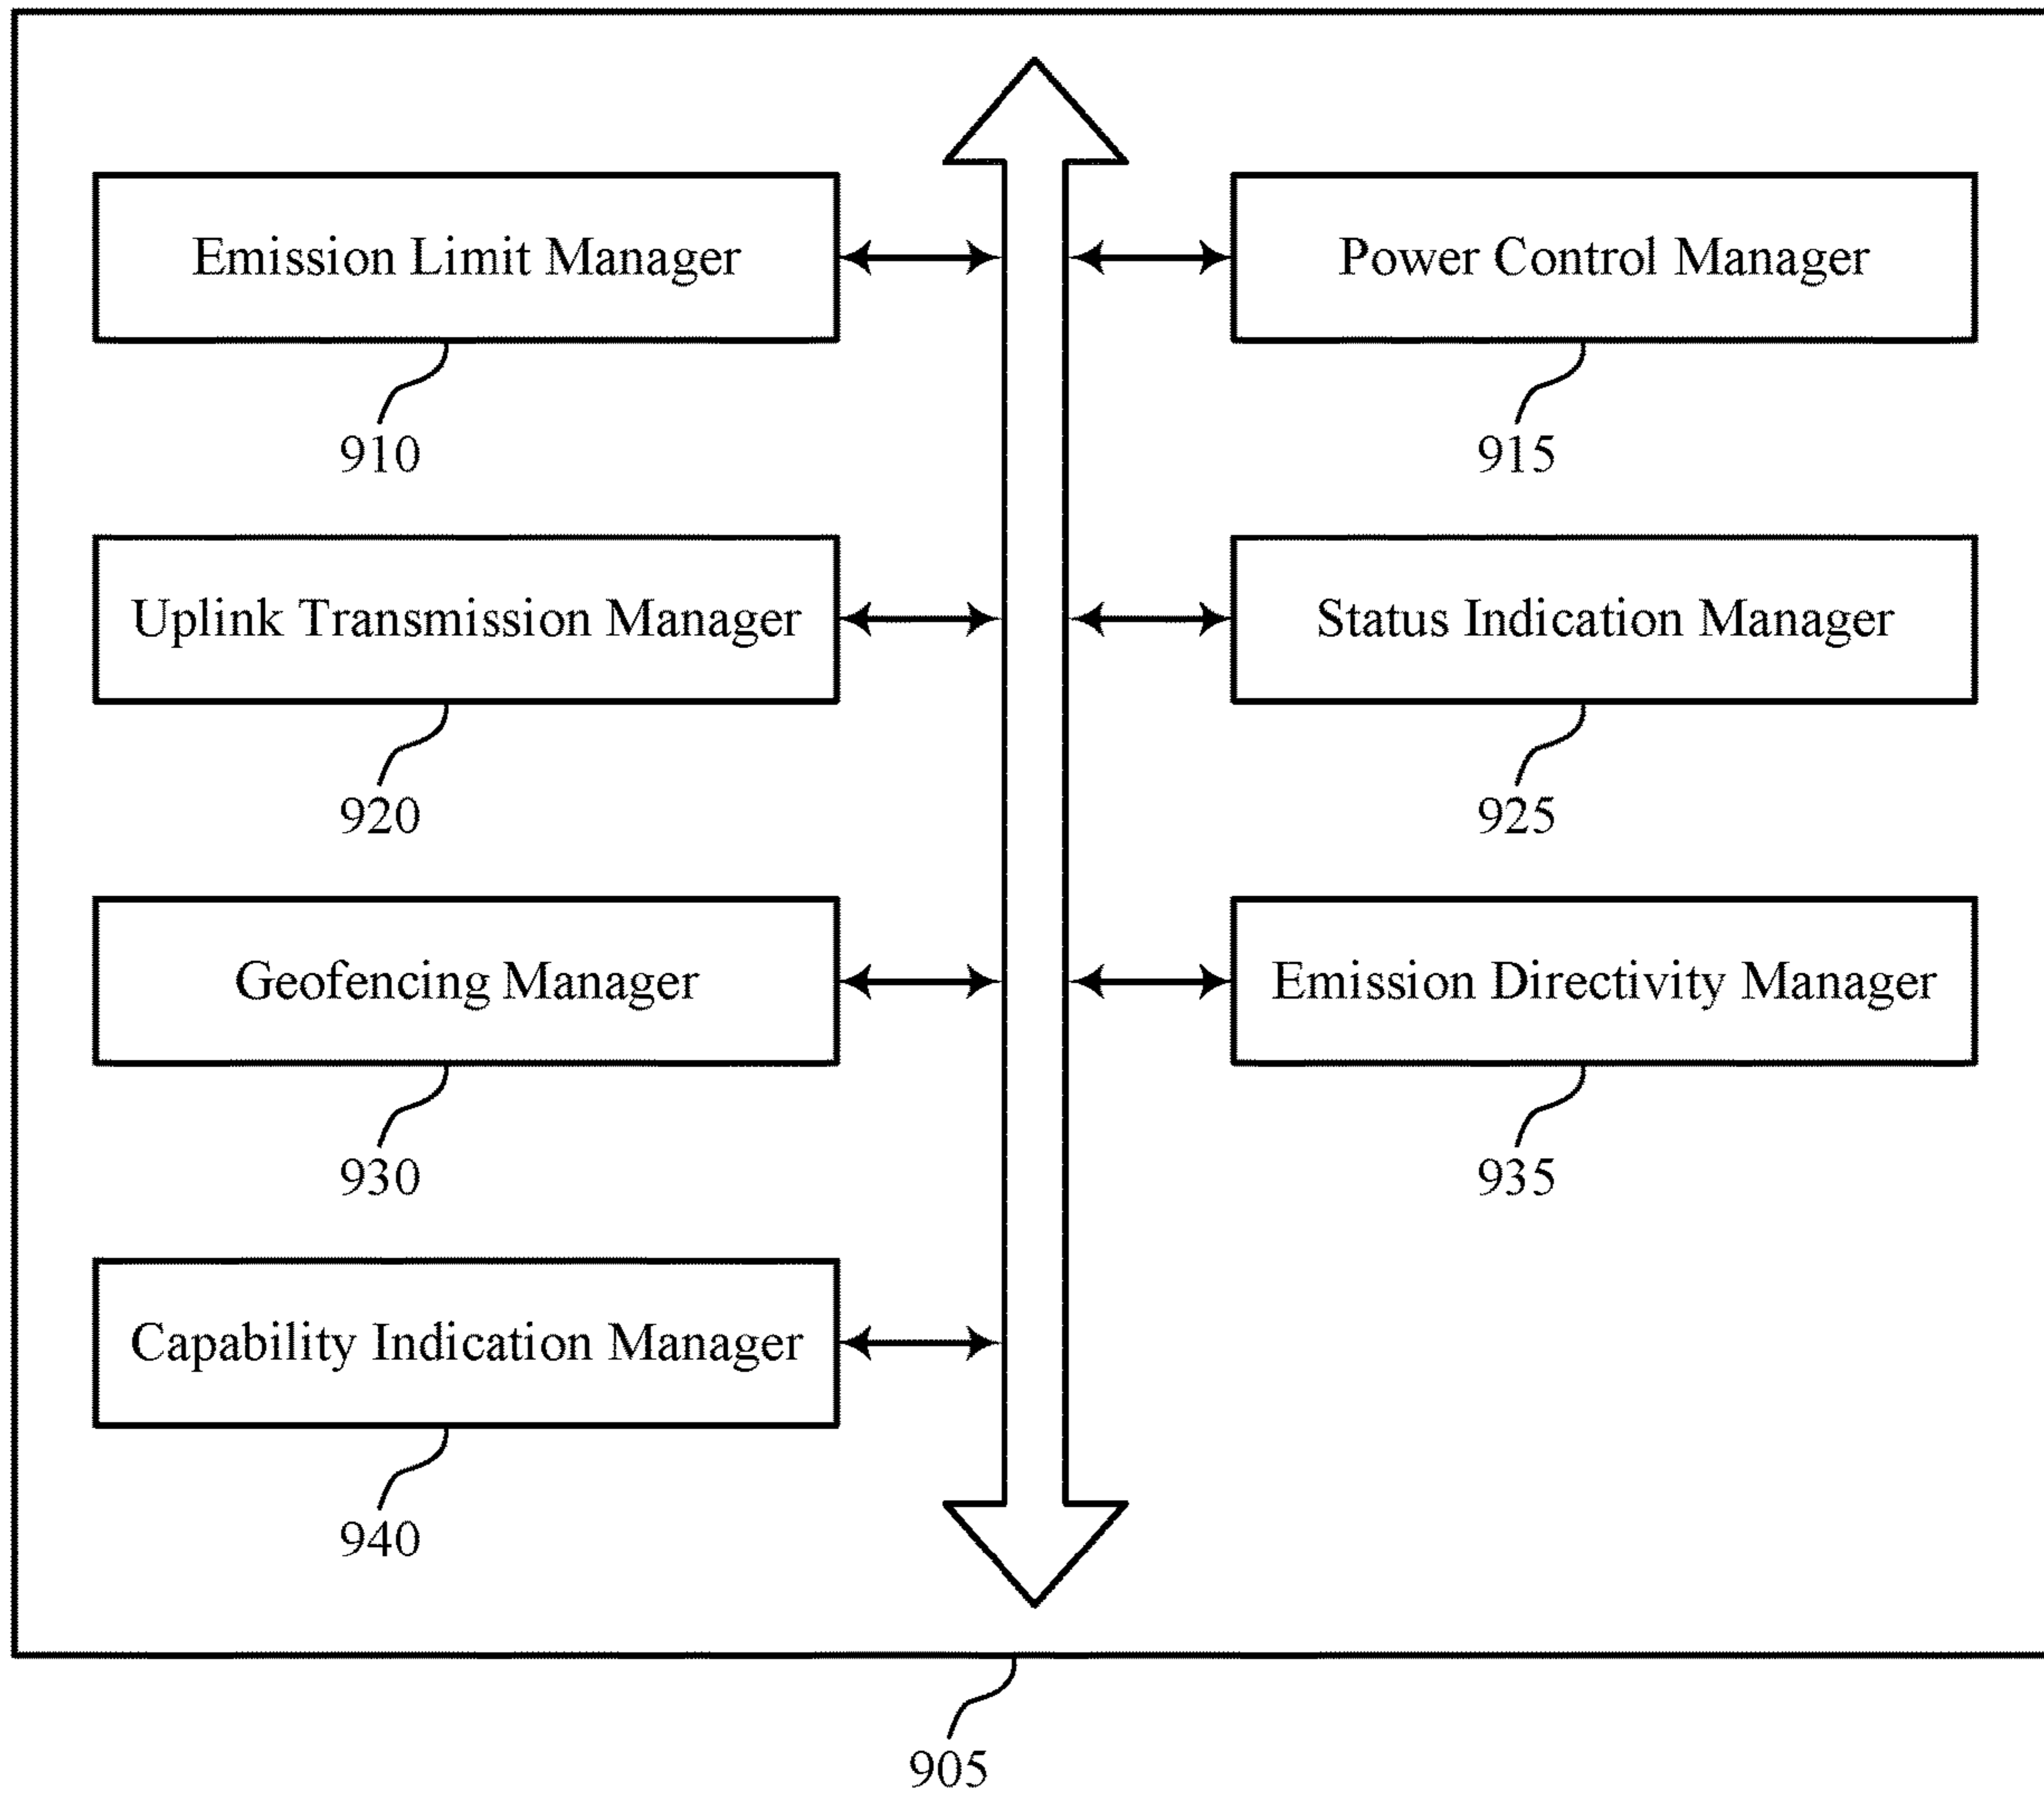 Emission Limit Manager
Power Control Manager
910
915
Uplink Transmission Manager
Status Indication Manager
920
925
Geofencing Manager
Emission Directivity Manager
930
935
Capability Indication Manager
940
905